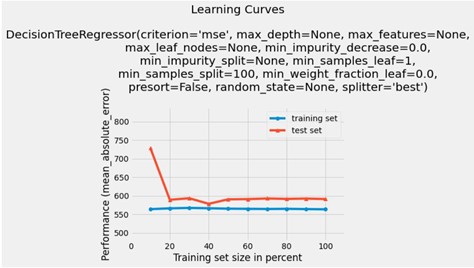 Learning Curves
DecisionTreeRegressor(criterion='mse', max_depth=None, max_features=None,
max_leaf_nodes=None, min_impurity_decrease=0.0,
min_impurity_split=None, min_samples_leaf=1,
min_samples_split=100, min_weight_fraction_leaf=0.0,
presort=False, random_state=None, splitter='best')
training set
test set
Performance (mean_absolute_error)
800
750
700
650
600
550
500
0 20 40 60 80 100
Training set size in percent